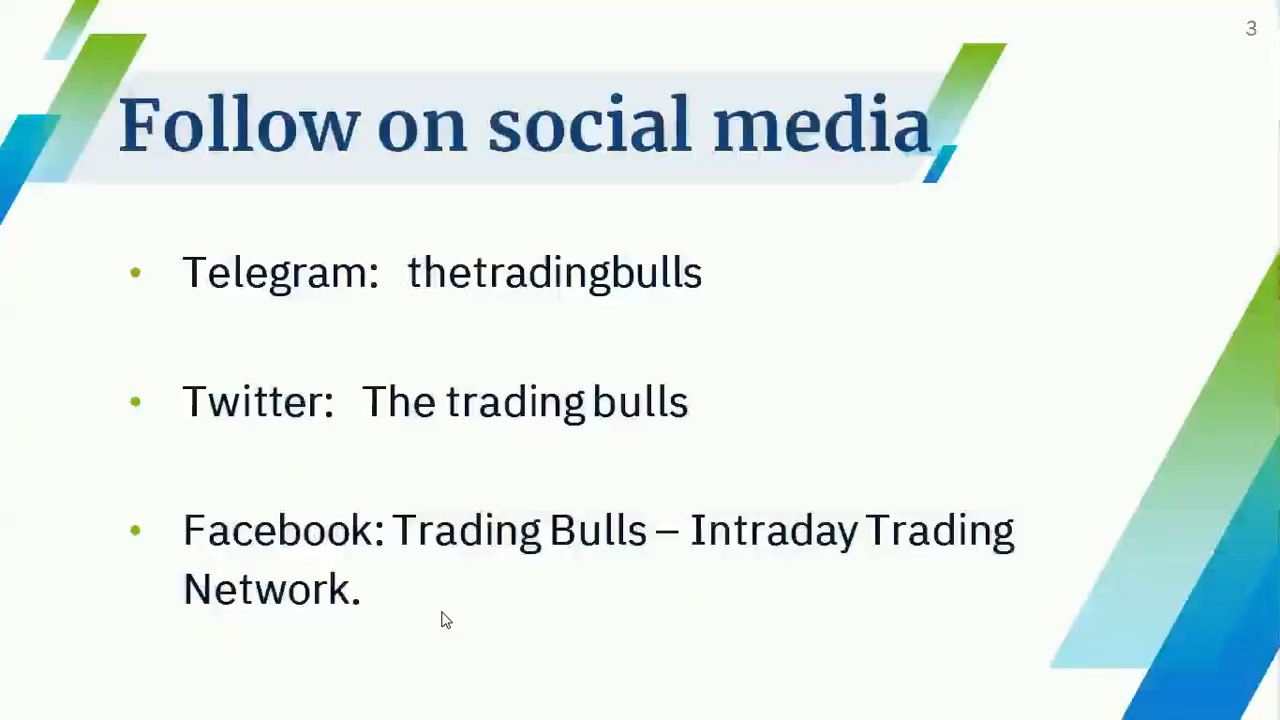 3
Follow on social media
• Telegram: thetradingbulls
• Twitter: The trading bulls
• Facebook: Trading Bulls – Intraday Trading
Network.